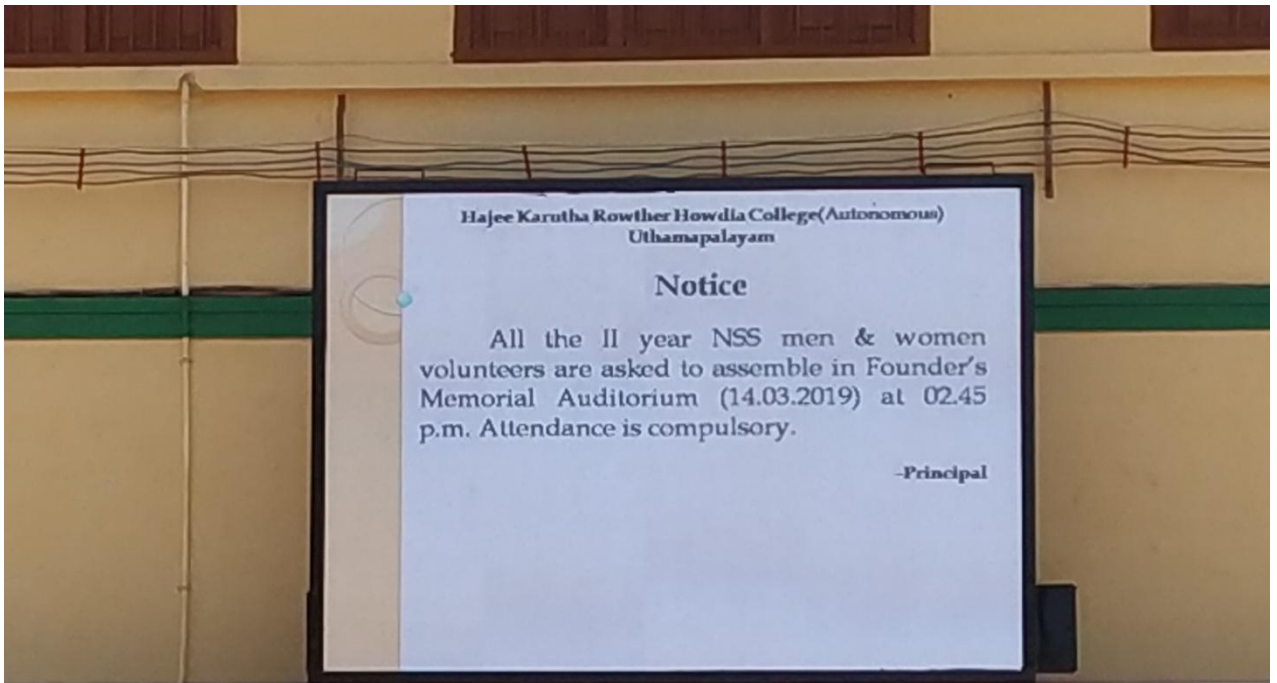 Hajee Karutha Rowther Howdia College(Autonomous)
Uthamapalayam
Notice
All the II year NSS men & women
volunteers are asked to assemble in Founder's
Memorial Auditorium (14.03.2019) at 02.45
p.m. Attendance is compulsory.
-Principal